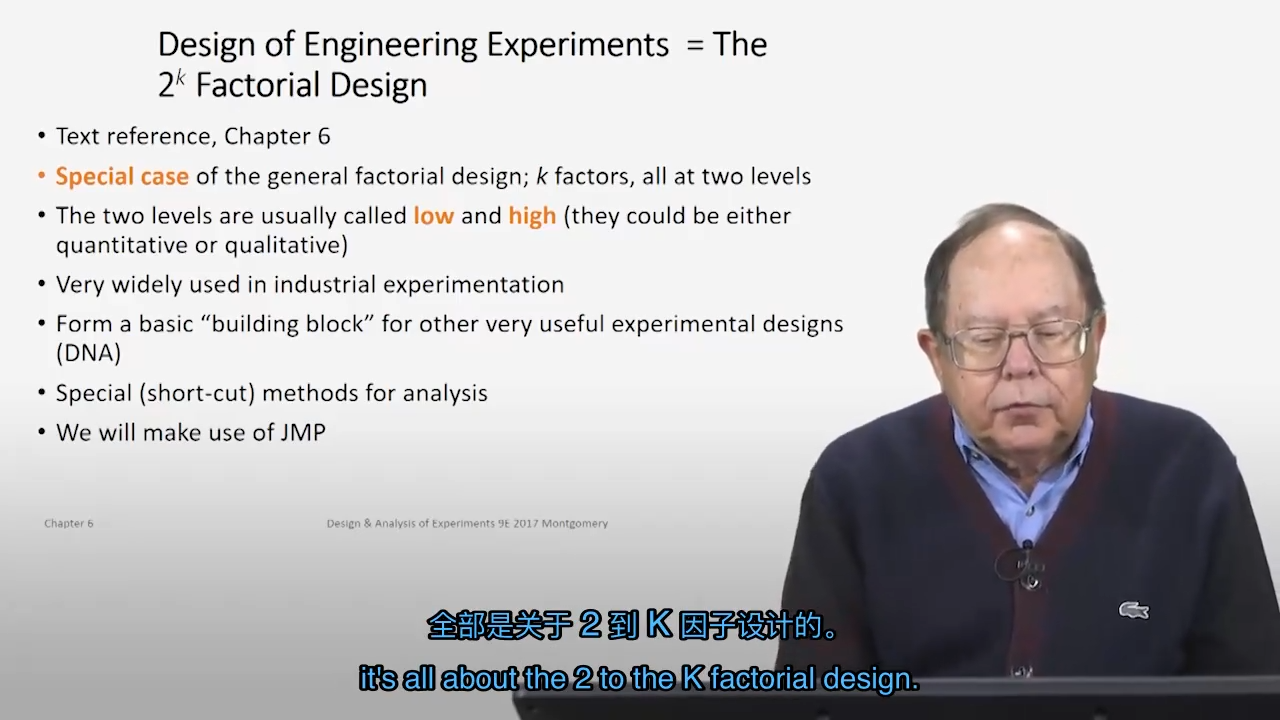 Design of Engineering Experiments = The
2^k Factorial Design
• Text reference, Chapter 6
• Special case of the general factorial design; k factors, all at two levels
• The two levels are usually called low and high (they could be either
quantitative or qualitative)
• Very widely used in industrial experimentation
• Form a basic “building block” for other very useful experimental designs
(DNA)
• Special (short-cut) methods for analysis
• We will make use of JMP
Chapter 6
Design & Analysis of Experiments 9E 2017 Montgomery
全部是关于 2 到 K 因子设计的。
it's all about the 2 to the K factorial design.